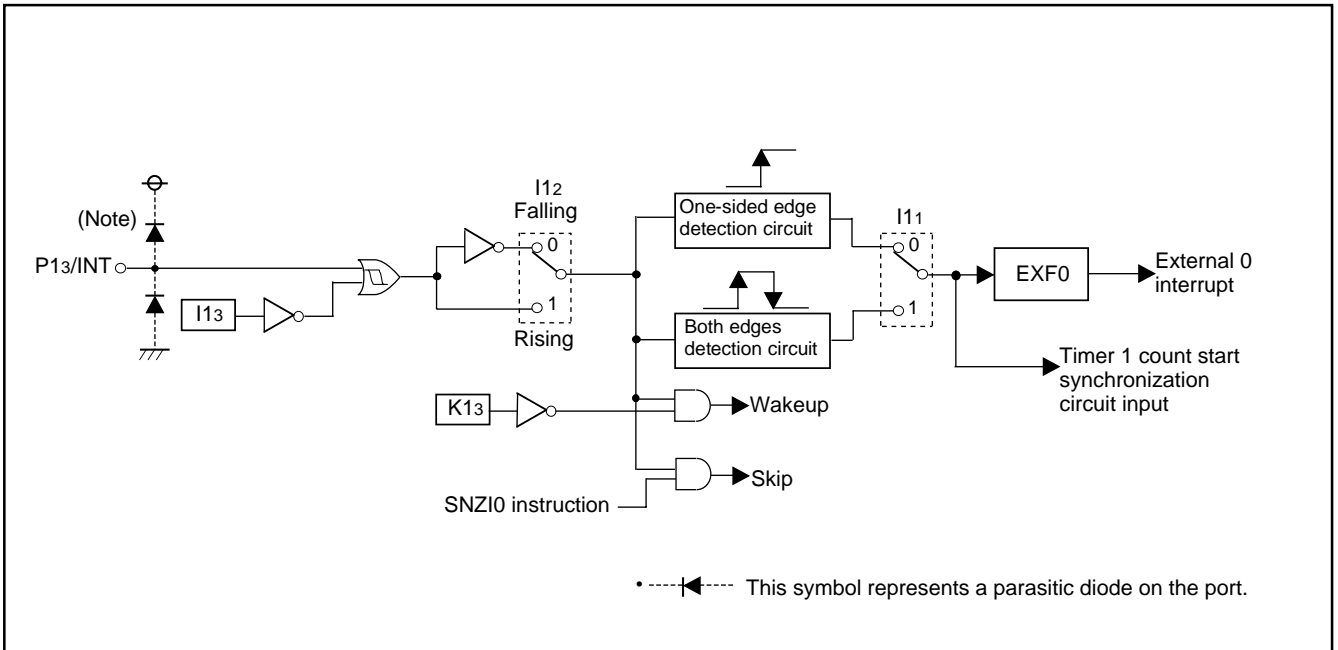 I12
Falling
0
1
Rising
(Note)
P13/INT
I13
One-sided edge
detection circuit
Both edges
detection circuit
I11
0
1
EXF0
External 0
interrupt
Timer 1 count start
synchronization
circuit input
K13
Wakeup
Skip
SNZI0 instruction
• This symbol represents a parasitic diode on the port.